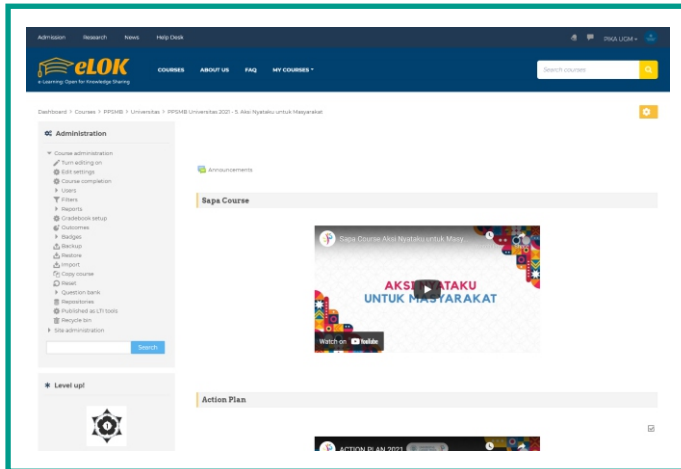 Admission Research News Help Desk
PIKA UGM
eLOK
e-Learning: Open for Knowledge Sharing
COURSES ABOUT US FAQ MY COURSES
Search courses
Dashboard > Courses > PPSMB > Universitas > PPSMB Universitas 2021 - 5. Aksi Nyataku untuk Masyarakat
Administration
Course administration
Turn editing on
Edit settings
Course completion
Users
Filters
Reports
Gradebook setup
Outcomes
Badges
Backup
Restore
Import
Copy course
Reset
Question bank
Repositories
Published as LTI tools
Recycle bin
Site administration
Search
Level up!
1
Announcements
Sapa Course
Sapa Course Aksi Nyataku untuk Masy...
AKSI NYATAKU
UNTUK MASYARAKAT
Watch on YouTube
Action Plan
ACTION PLAN 2021